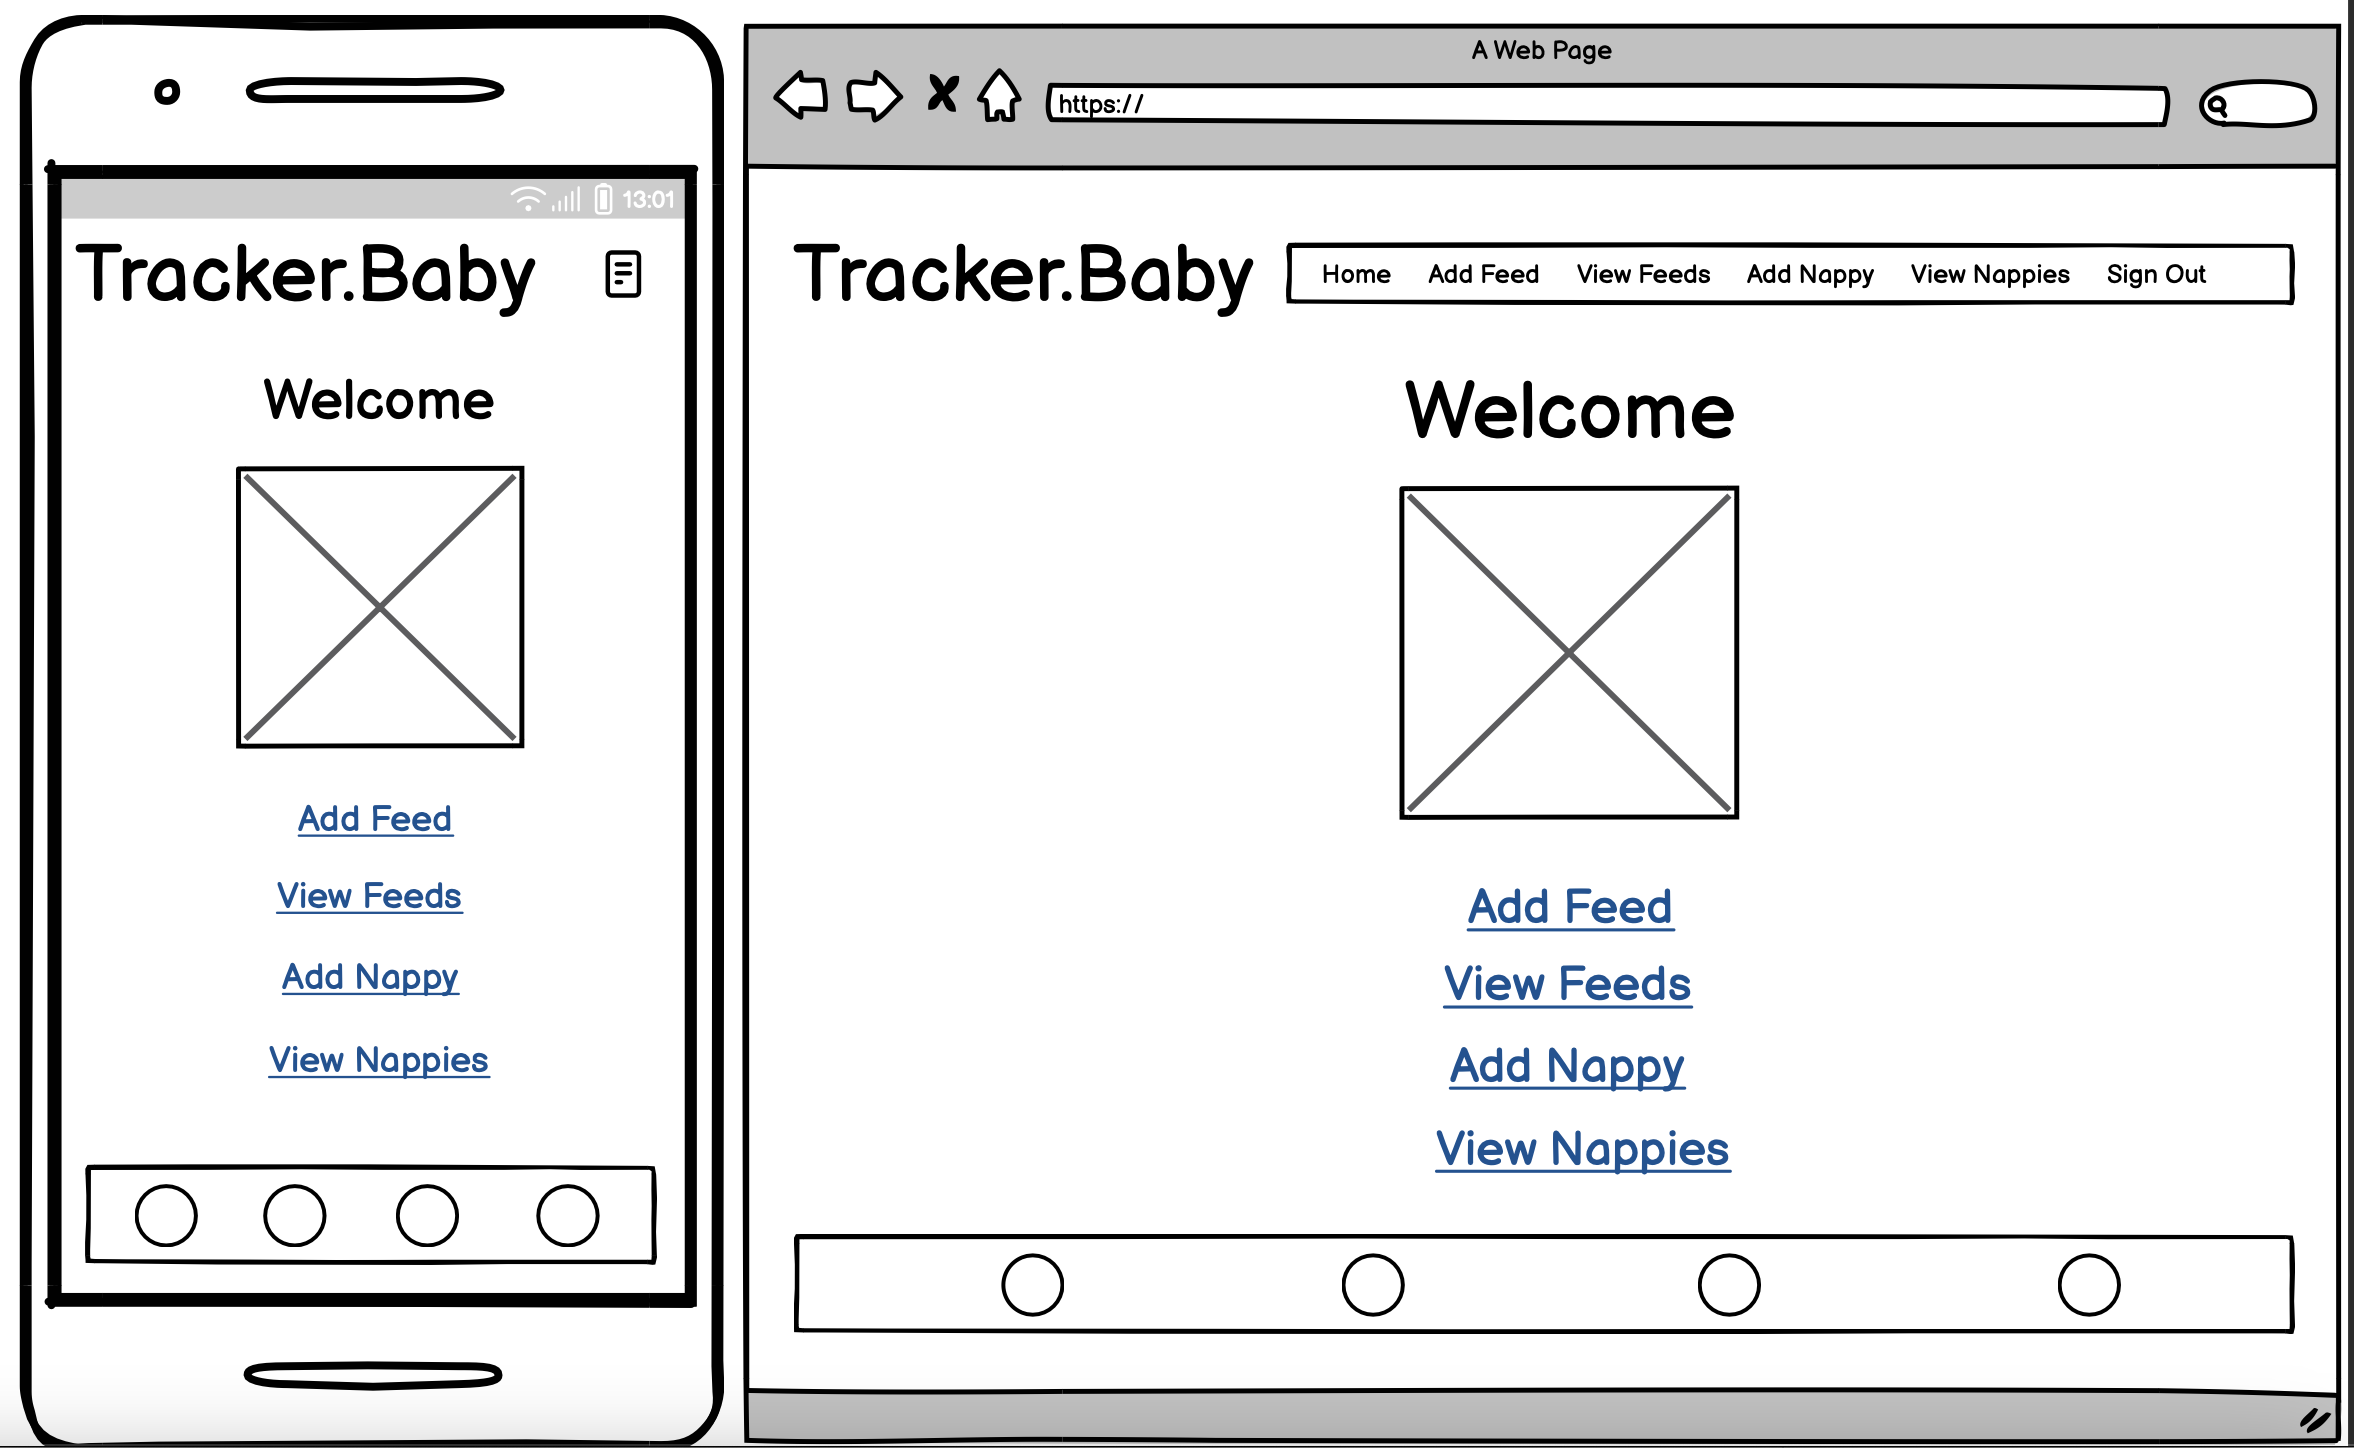 13:01
Tracker.Baby
Welcome
Add Feed
View Feeds
Add Nappy
View Nappies
A Web Page
https://
Tracker.Baby
Home Add Feed View Feeds Add Nappy View Nappies Sign Out
Welcome
Add Feed
View Feeds
Add Nappy
View Nappies